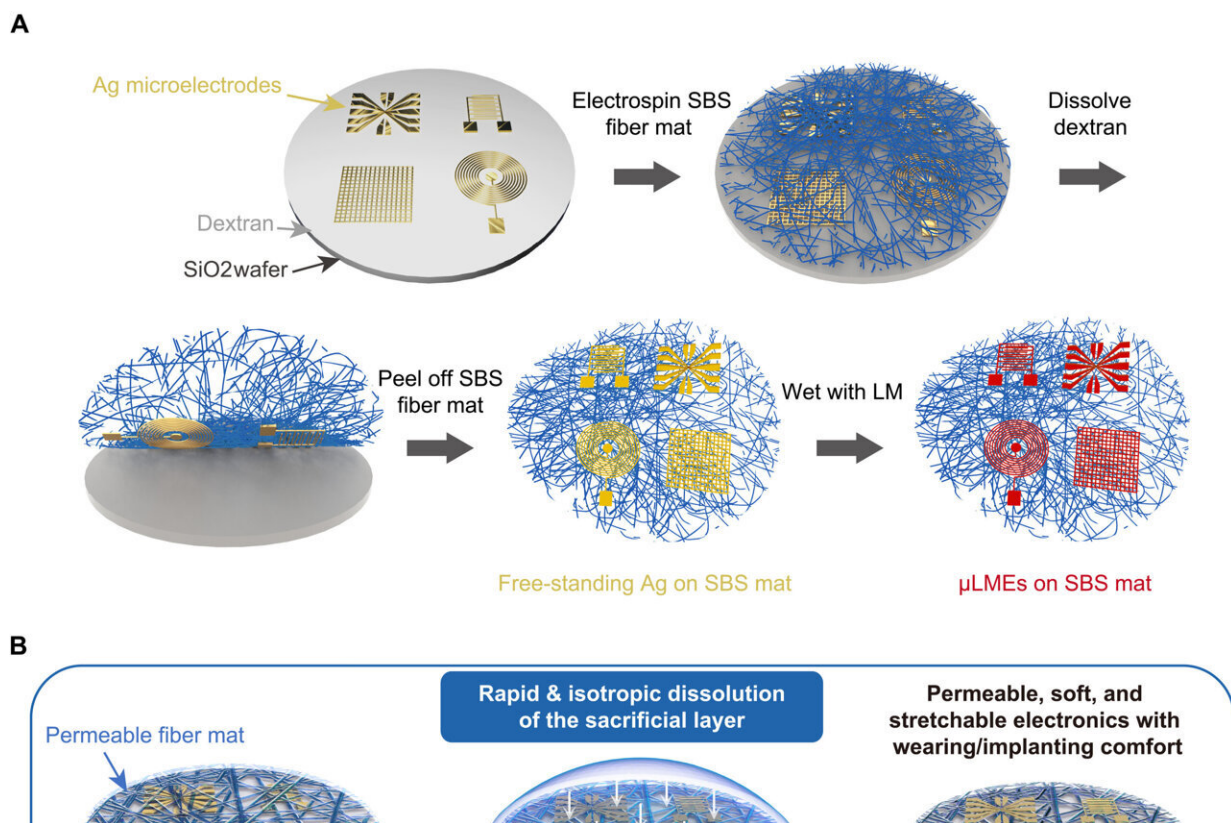 A
Ag microelectrodes
Electrospin SBS
fiber mat
Dissolve
dextran
Dextran
SiO2wafer
Peel off SBS
fiber mat
Wet with LM
Free-standing Ag on SBS mat
μLMEs on SBS mat
B
Rapid & isotropic dissolution
of the sacrificial layer
Permeable, soft, and
stretchable electronics with
wearing/implanting comfort
Permeable fiber mat